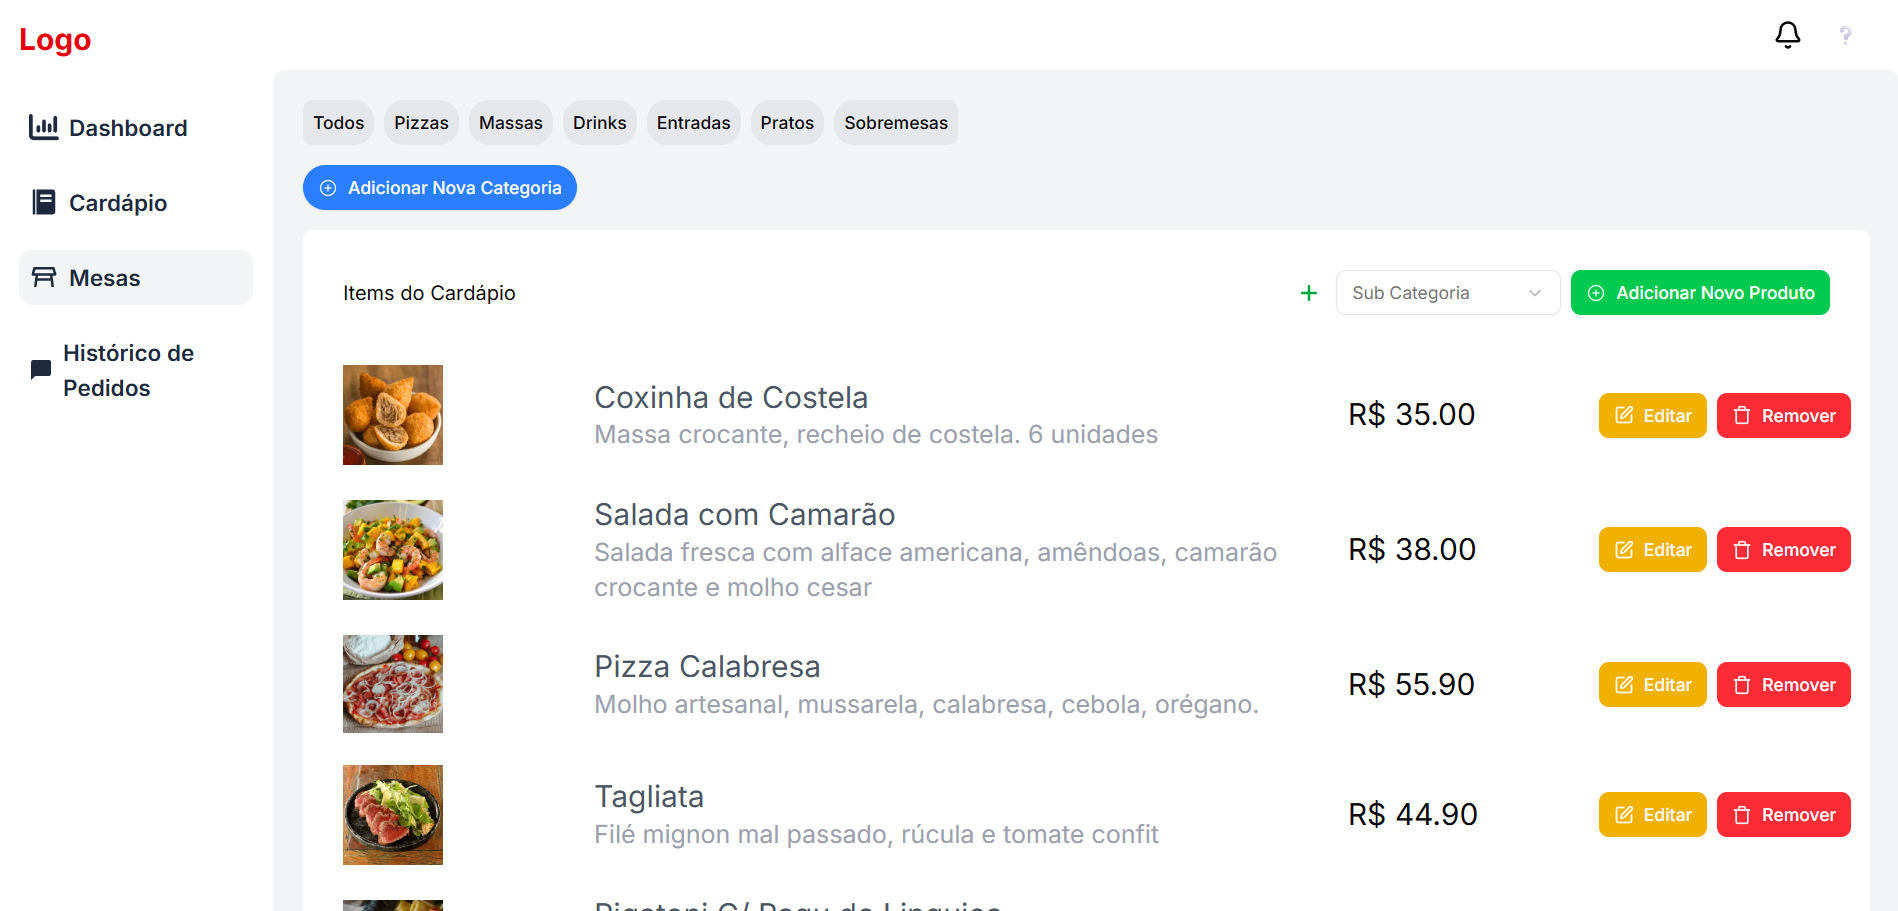 Logo
?
Dashboard
Cardápio
Mesas
Histórico de
Pedidos
Todos
Pizzas
Massas
Drinks
Entradas
Pratos
Sobremesas
Adicionar Nova Categoria
Items do Cardápio
+
Sub Categoria
Adicionar Novo Produto
Coxinha de Costela
Massa crocante, recheio de costela. 6 unidades
R$ 35.00
Editar
Remover
Salada com Camarão
Salada fresca com alface americana, amêndoas, camarão
crocante e molho cesar
R$ 38.00
Editar
Remover
Pizza Calabresa
Molho artesanal, mussarela, calabresa, cebola, orégano.
R$ 55.90
Editar
Remover
Tagliata
Filé mignon mal passado, rúcula e tomate confit
R$ 44.90
Editar
Remover
Rigatoni C/ Ragu de Linguiça